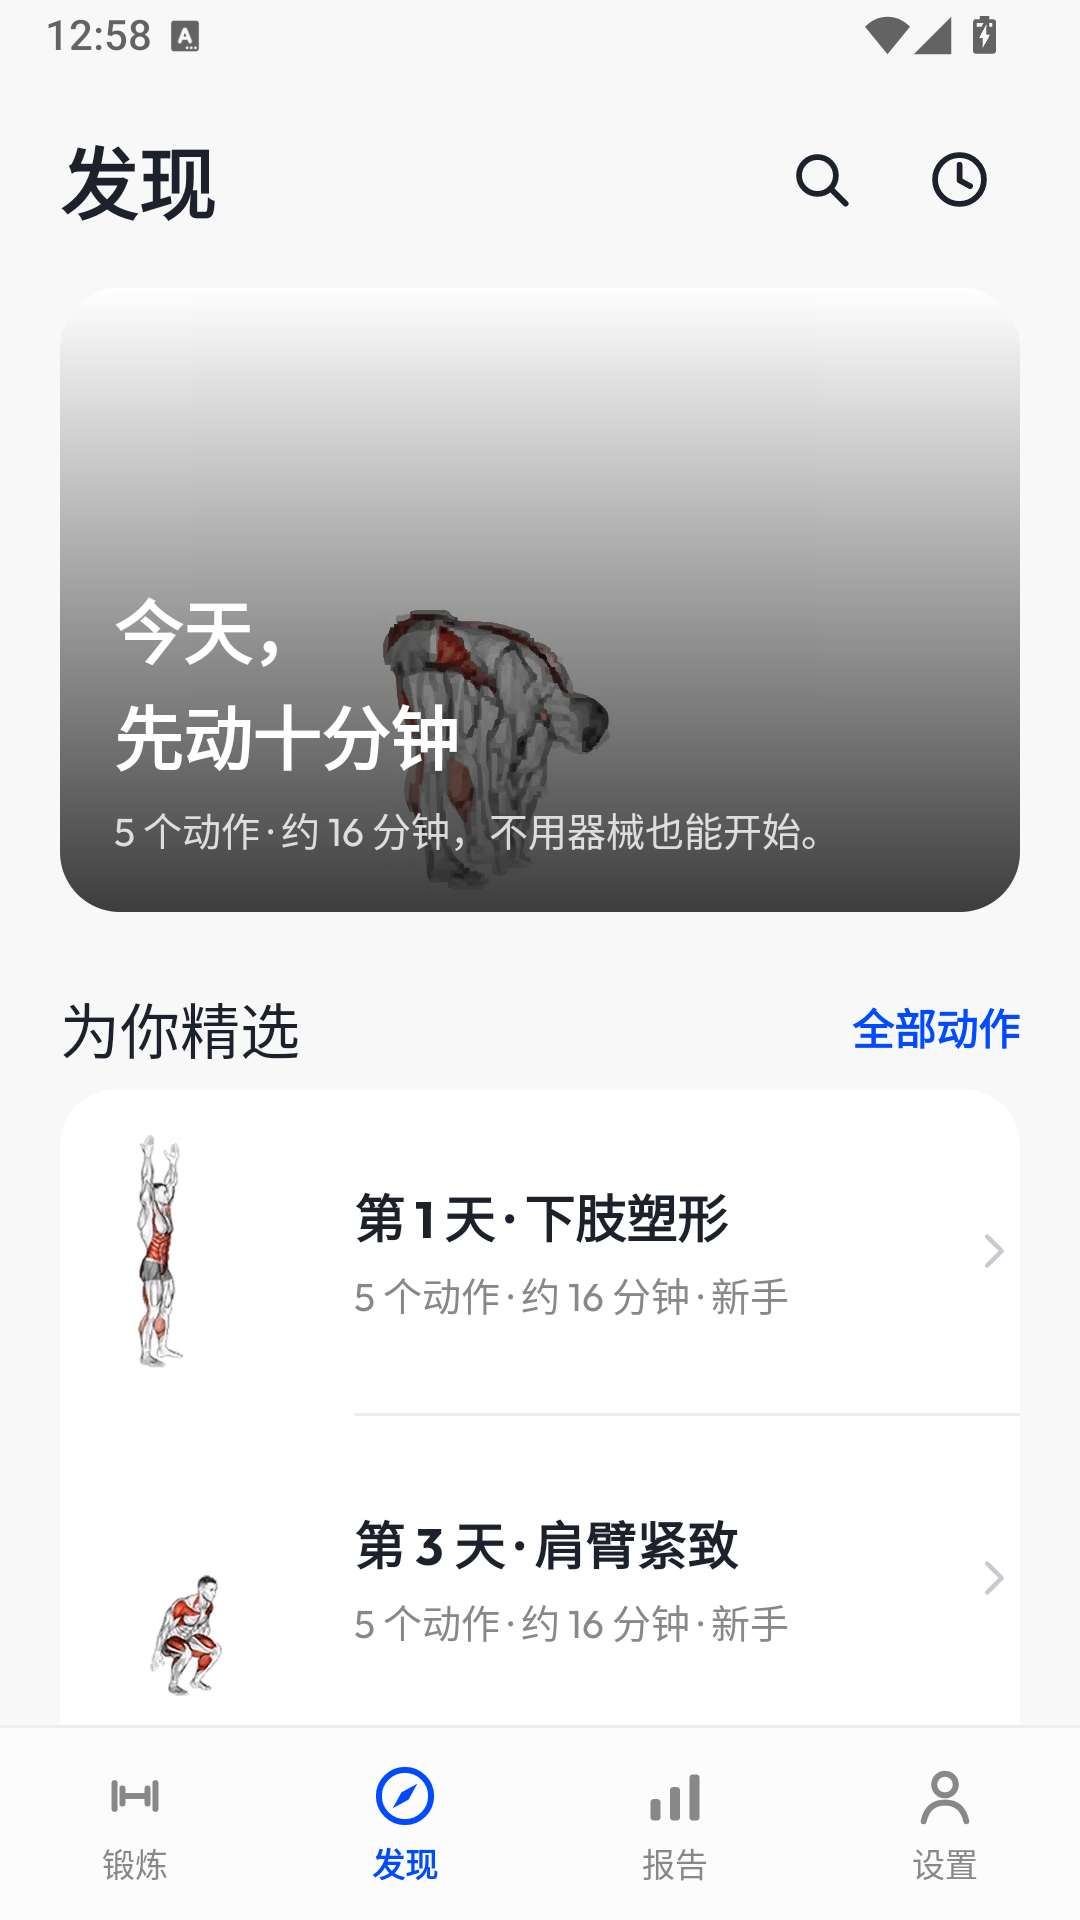 12:58
发现
今天，
先动十分钟
5 个动作·约 16 分钟，不用器械也能开始。
为你精选
全部动作
第 1 天·下肢塑形
5 个动作·约 16 分钟·新手
第 3 天·肩臂紧致
5 个动作·约 16 分钟·新手
锻炼
发现
报告
设置